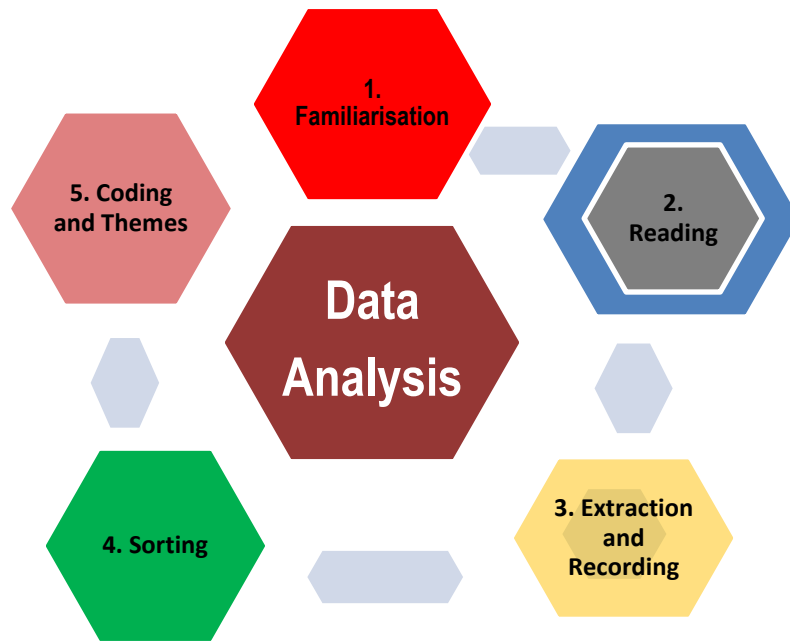 1.
Familiarisation
2.
Reading
3. Extraction
and
Recording
4. Sorting
5. Coding
and Themes
Data
Analysis